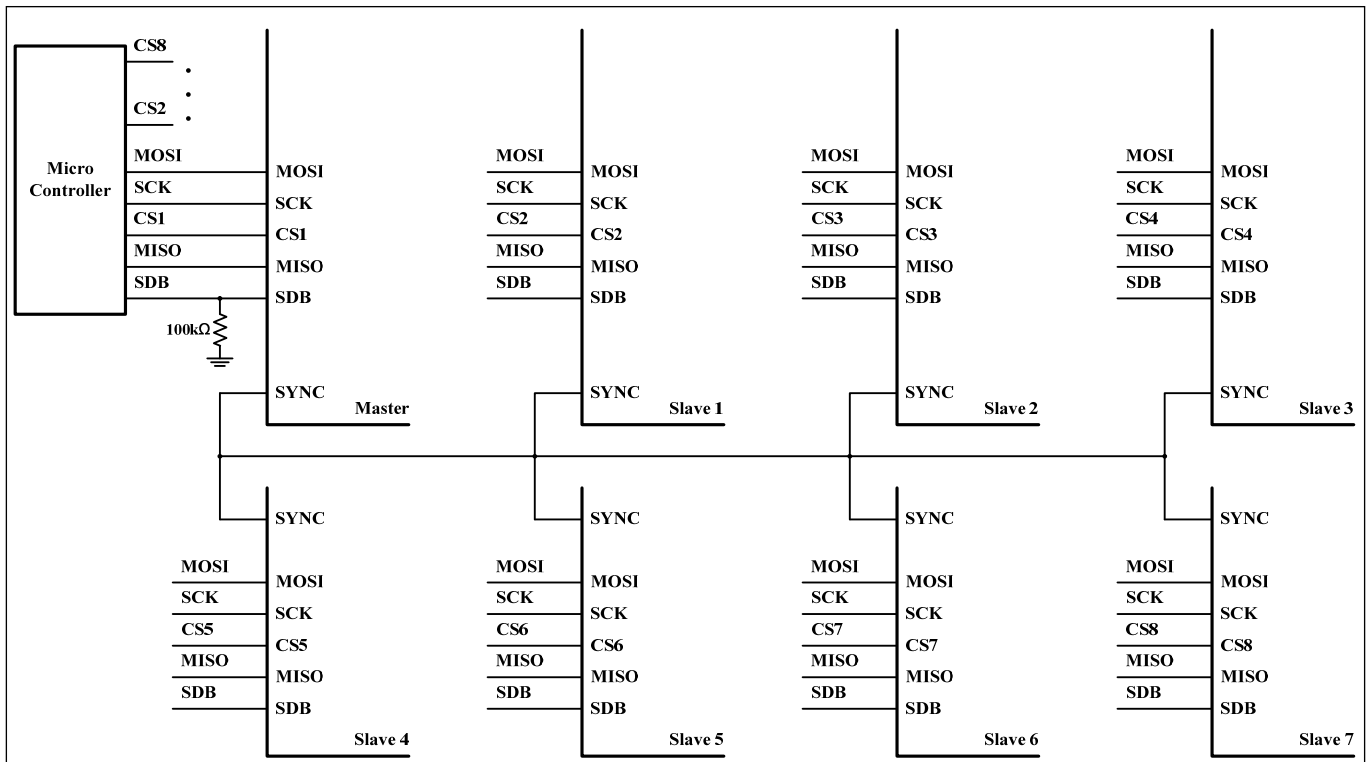 CS8
CS2
Micro
Controller
MOSI
SCK
CS1
MISO
SDB
100kΩ
MOSI
SCK
CS1
MISO
SDB
SYNC
Master
MOSI
SCK
CS2
MISO
SDB
MOSI
SCK
CS2
MISO
SDB
SYNC
Slave 1
MOSI
SCK
CS3
MISO
SDB
MOSI
SCK
CS3
MISO
SDB
SYNC
Slave 2
MOSI
SCK
CS4
MISO
SDB
MOSI
SCK
CS4
MISO
SDB
SYNC
Slave 3
SYNC
MOSI
SCK
CS5
MISO
SDB
MOSI
SCK
CS5
MISO
SDB
Slave 4
SYNC
MOSI
SCK
CS6
MISO
SDB
MOSI
SCK
CS6
MISO
SDB
Slave 5
SYNC
MOSI
SCK
CS7
MISO
SDB
MOSI
SCK
CS7
MISO
SDB
Slave 6
SYNC
MOSI
SCK
CS8
MISO
SDB
MOSI
SCK
CS8
MISO
SDB
Slave 7